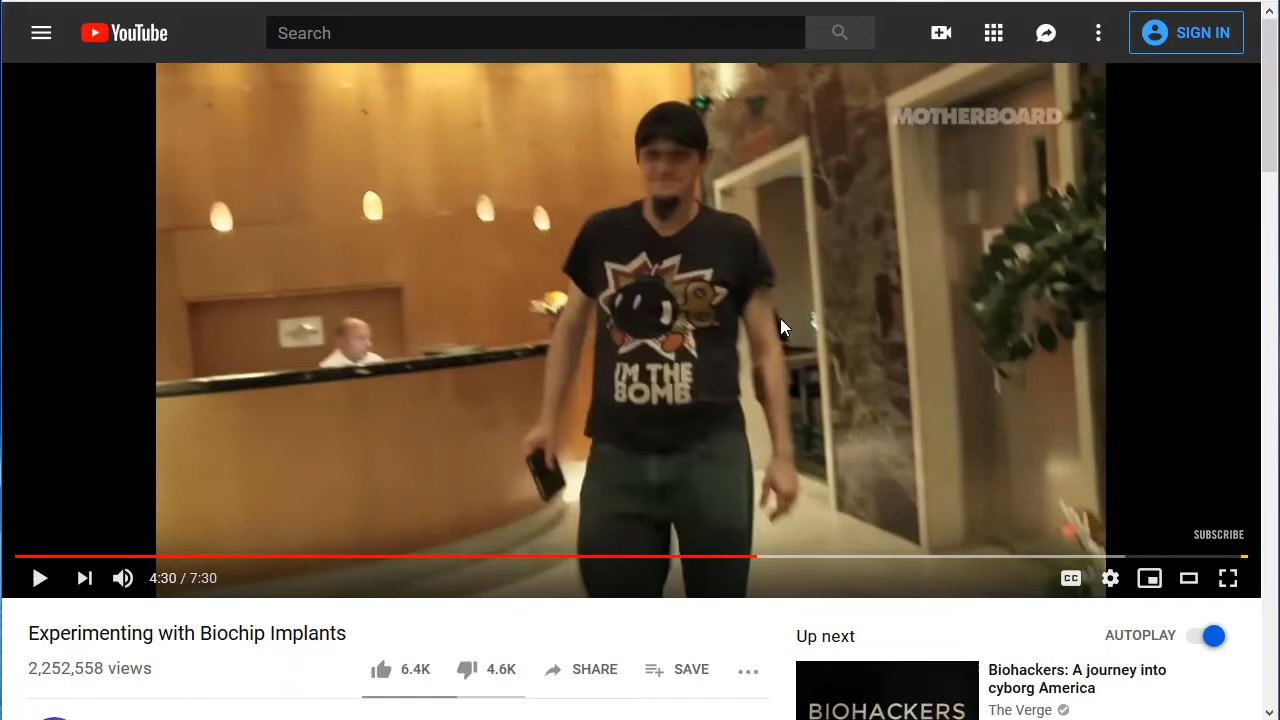 YouTube
Search
SIGN IN
MOTHERBOARD
I'M THE
BOMB
SUBSCRIBE
4:30 / 7:30
CC
Experimenting with Biochip Implants
2,252,558 views
6.4K
4.6K
SHARE
SAVE
Up next
AUTOPLAY
BIOHACKERS
Biohackers: A journey into
cyborg America
The Verge